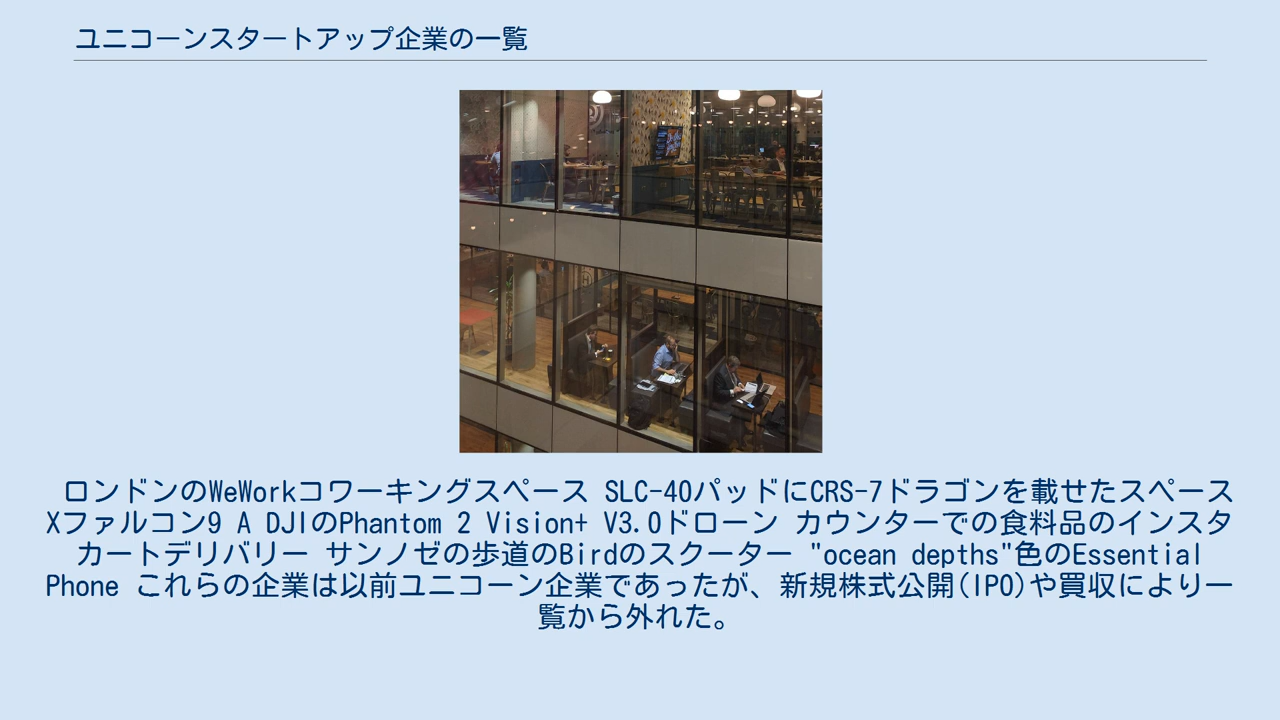 ユニコーンスタートアップ企業の一覧
ロンドンのWeWorkコワーキングスペース SLC-40パッドにCRS-7ドラゴンを載せたスペース
Xファルコン9 A DJIのPhantom 2 Vision+ V3.0ドローン カウンターでの食料品のインスタ
カートデリバリー サンノゼの歩道のBirdのスクーター "ocean depths"色のEssential
Phone これらの企業は以前ユニコーン企業であったが、新規株式公開(IPO)や買収により一
覧から外れた。